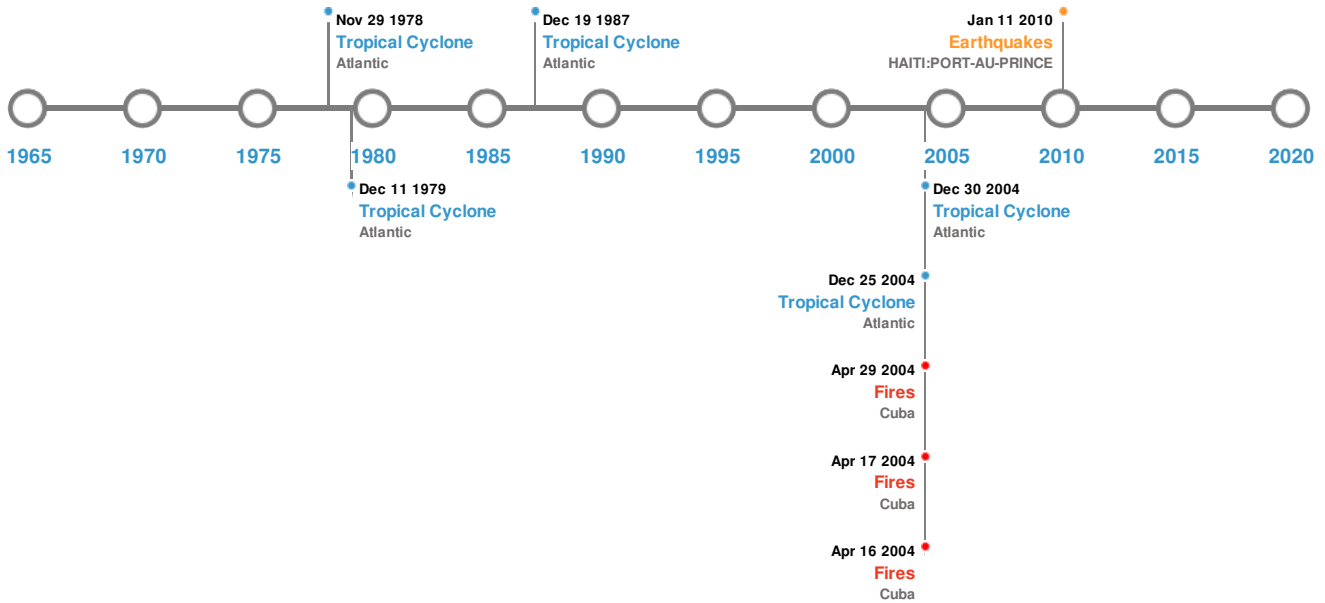 Nov 29 1978
Tropical Cyclone
Atlantic
Dec 19 1987
Tropical Cyclone
Atlantic
Jan 11 2010
Earthquakes
HAITI:PORT-AU-PRINCE
1965 1970 1975 1980 1985 1990 1995 2000 2005 2010 2015 2020
Dec 11 1979
Tropical Cyclone
Atlantic
Dec 30 2004
Tropical Cyclone
Atlantic
Dec 25 2004
Tropical Cyclone
Atlantic
Apr 29 2004
Fires
Cuba
Apr 17 2004
Fires
Cuba
Apr 16 2004
Fires
Cuba